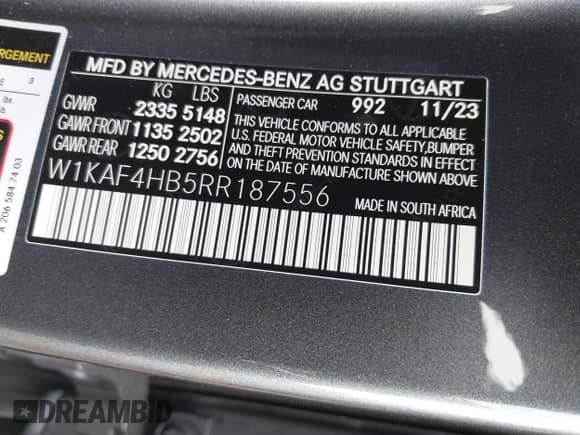 MFD BY MERCEDES-BENZ AG STUTTGART
KG LBS
GVWR 2335 5148
GAWR FRONT 1135 2502
GAWR REAR 1250 2756
PASSENGER CAR 992 11/23
THIS VEHICLE CONFORMS TO ALL APPLICABLE
U.S. FEDERAL MOTOR VEHICLE SAFETY,BUMPER
AND THEFT PREVENTION STANDARDS IN EFFECT
ON THE DATE OF MANUFACTURE SHOWN ABOVE
W1KAF4HB5RR187556
MADE IN SOUTH AFRICA
ARGEMENT
E 3
lbs.
A 206 584 74 03
DREAMBID